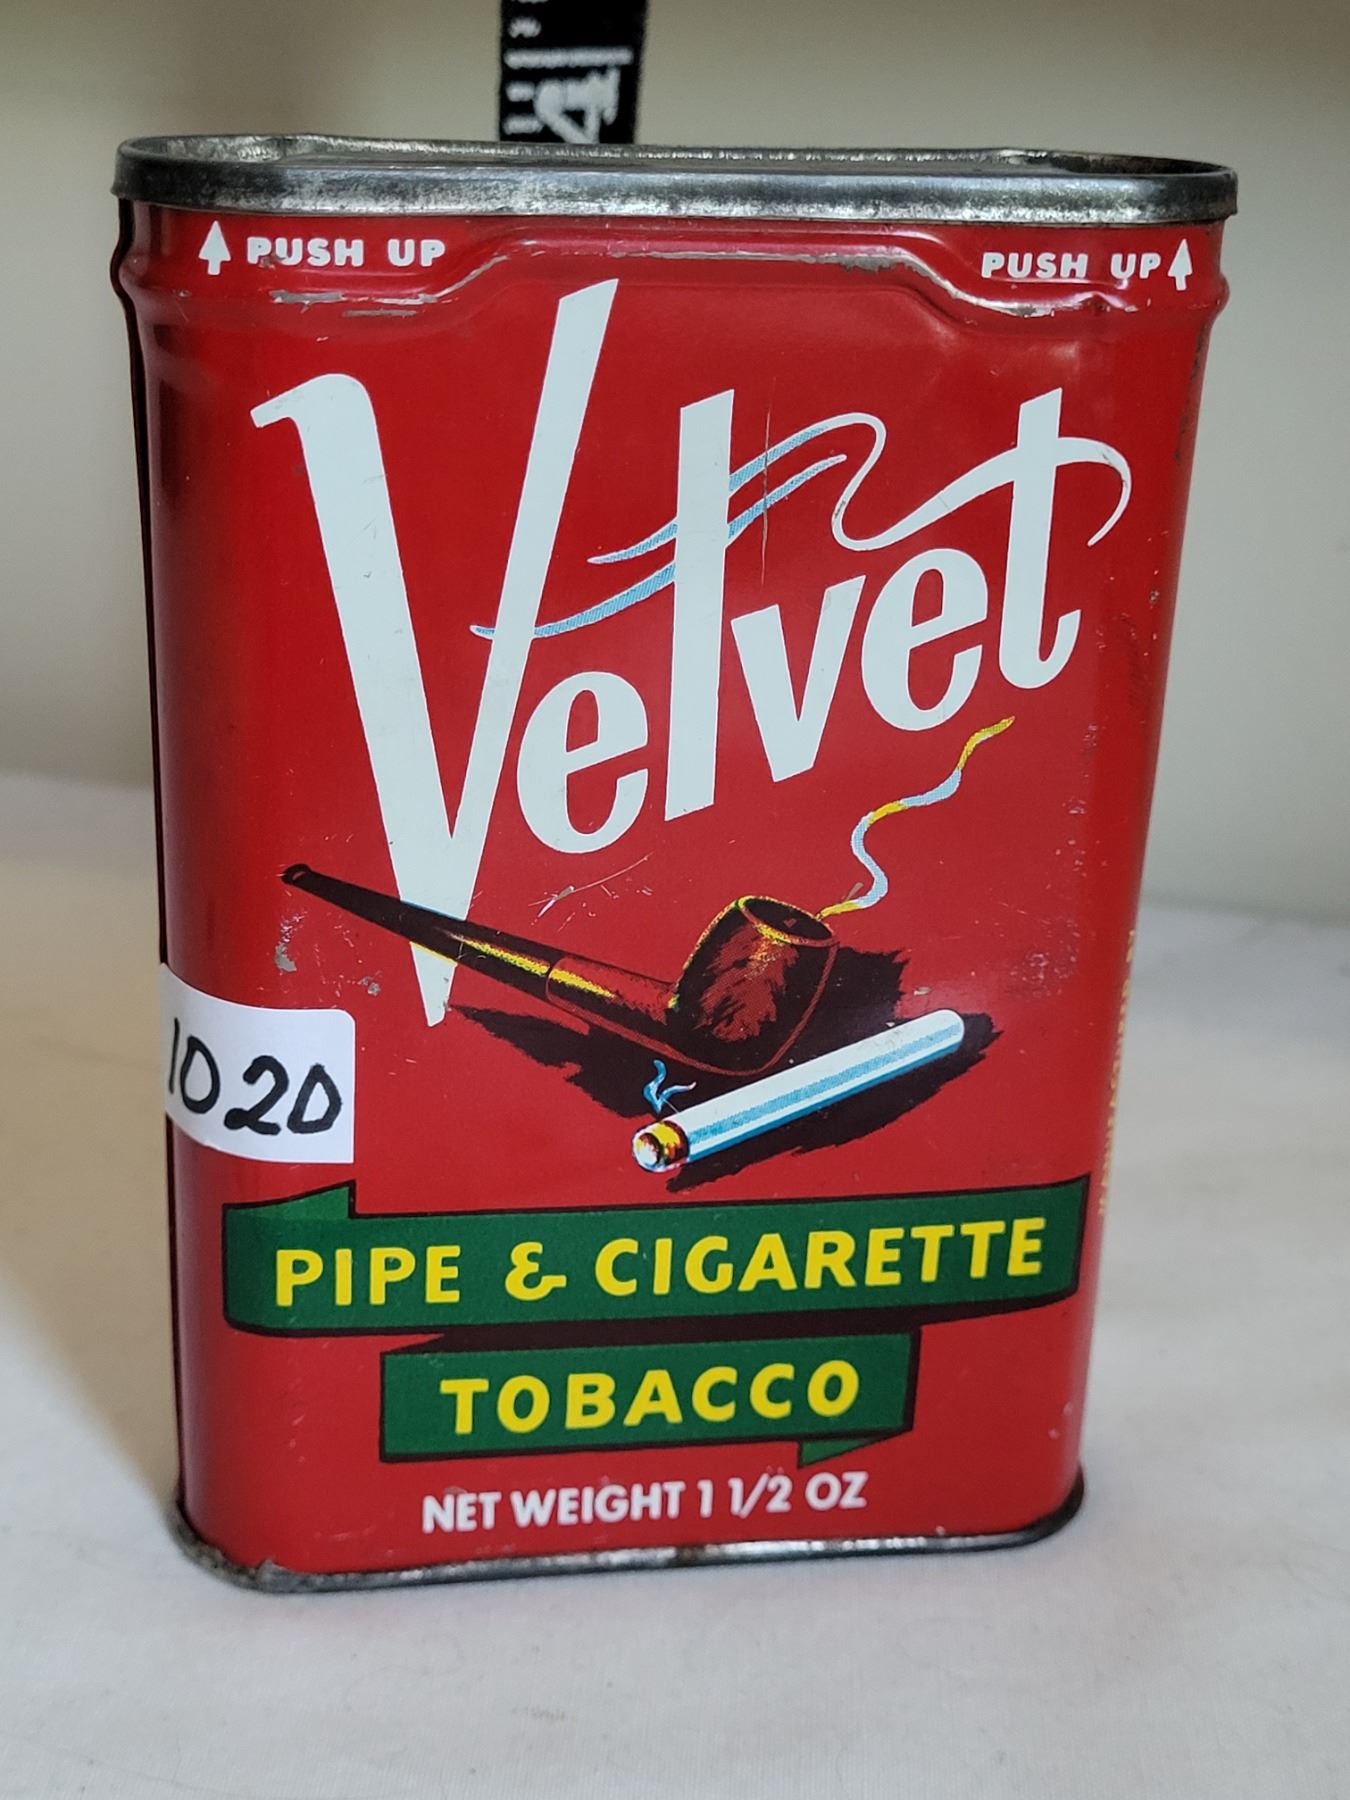 PUSH UP PUSH UP
Velvet
1020
PIPE & CIGARETTE
TOBACCO
NET WEIGHT 1 1/2 OZ